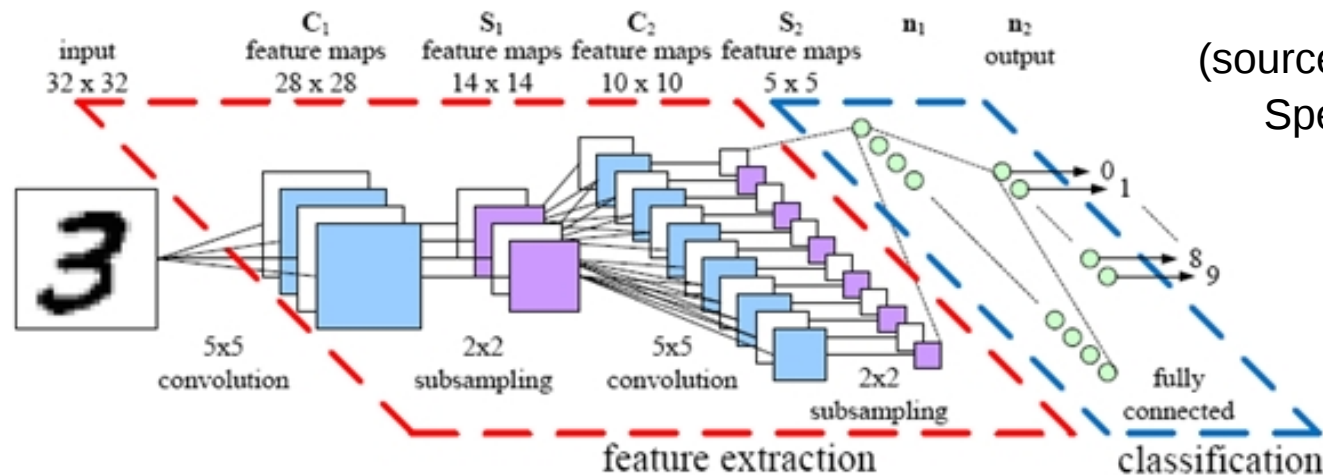 C1 S1 C2 S2 n1 n2
input feature maps feature maps feature maps feature maps output
32 x 32 28 x 28 14 x 14 10 x 10 5 x 5
(source
Spe
0
1
8
9
5x5 2x2 5x5 2x2 fully
convolution subsampling convolution subsampling connected
feature extraction classification